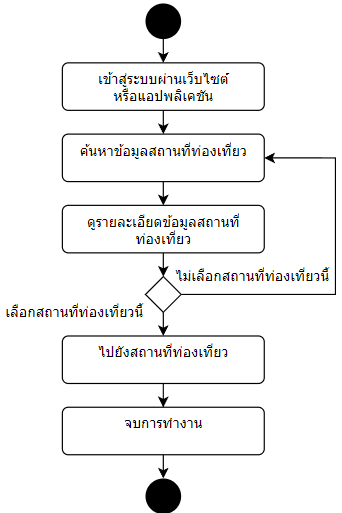 เข้าสู่ระบบผ่านเว็บไซต์
หรือแอปพลิเคชัน
ค้นหาข้อมูลสถานที่ท่องเที่ยว
ดูรายละเอียดข้อมูลสถานที่
ท่องเที่ยว
ไม่เลือกสถานที่ท่องเที่ยวนี้
เลือกสถานที่ท่องเที่ยวนี้
ไปยังสถานที่ท่องเที่ยว
จบการทำงาน